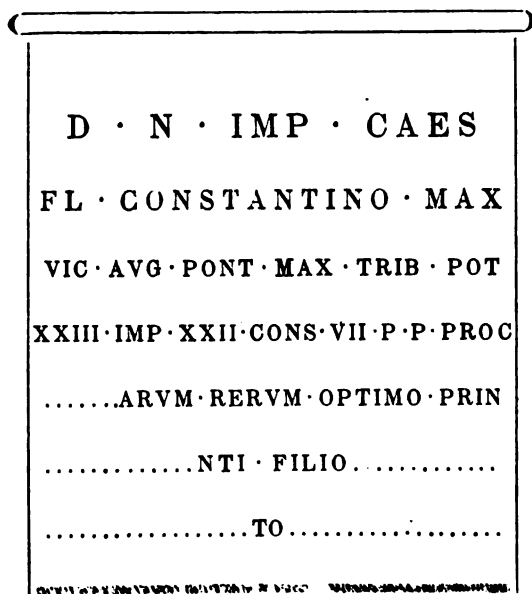 D · N · IMP · CAES
FL · CONSTANTINO · MAX
VIC · AVG · PONT · MAX · TRIB · POT
XXIII · IMP · XXII · CONS · VII · P · P · PROC
.......ARVM · RERVM · OPTIMO · PRIN
.............NTI · FILIO.............
..................TO...................